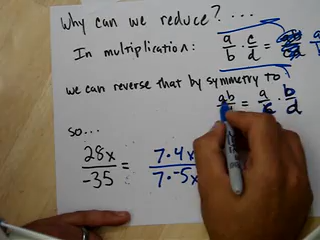 Why can we reduce? ....
In multiplication: a/b · c/d =
we can reverse that by symmetry to
ab/ = a/c · b/d
so...
28x/-35 = 7·4x/7·-5x